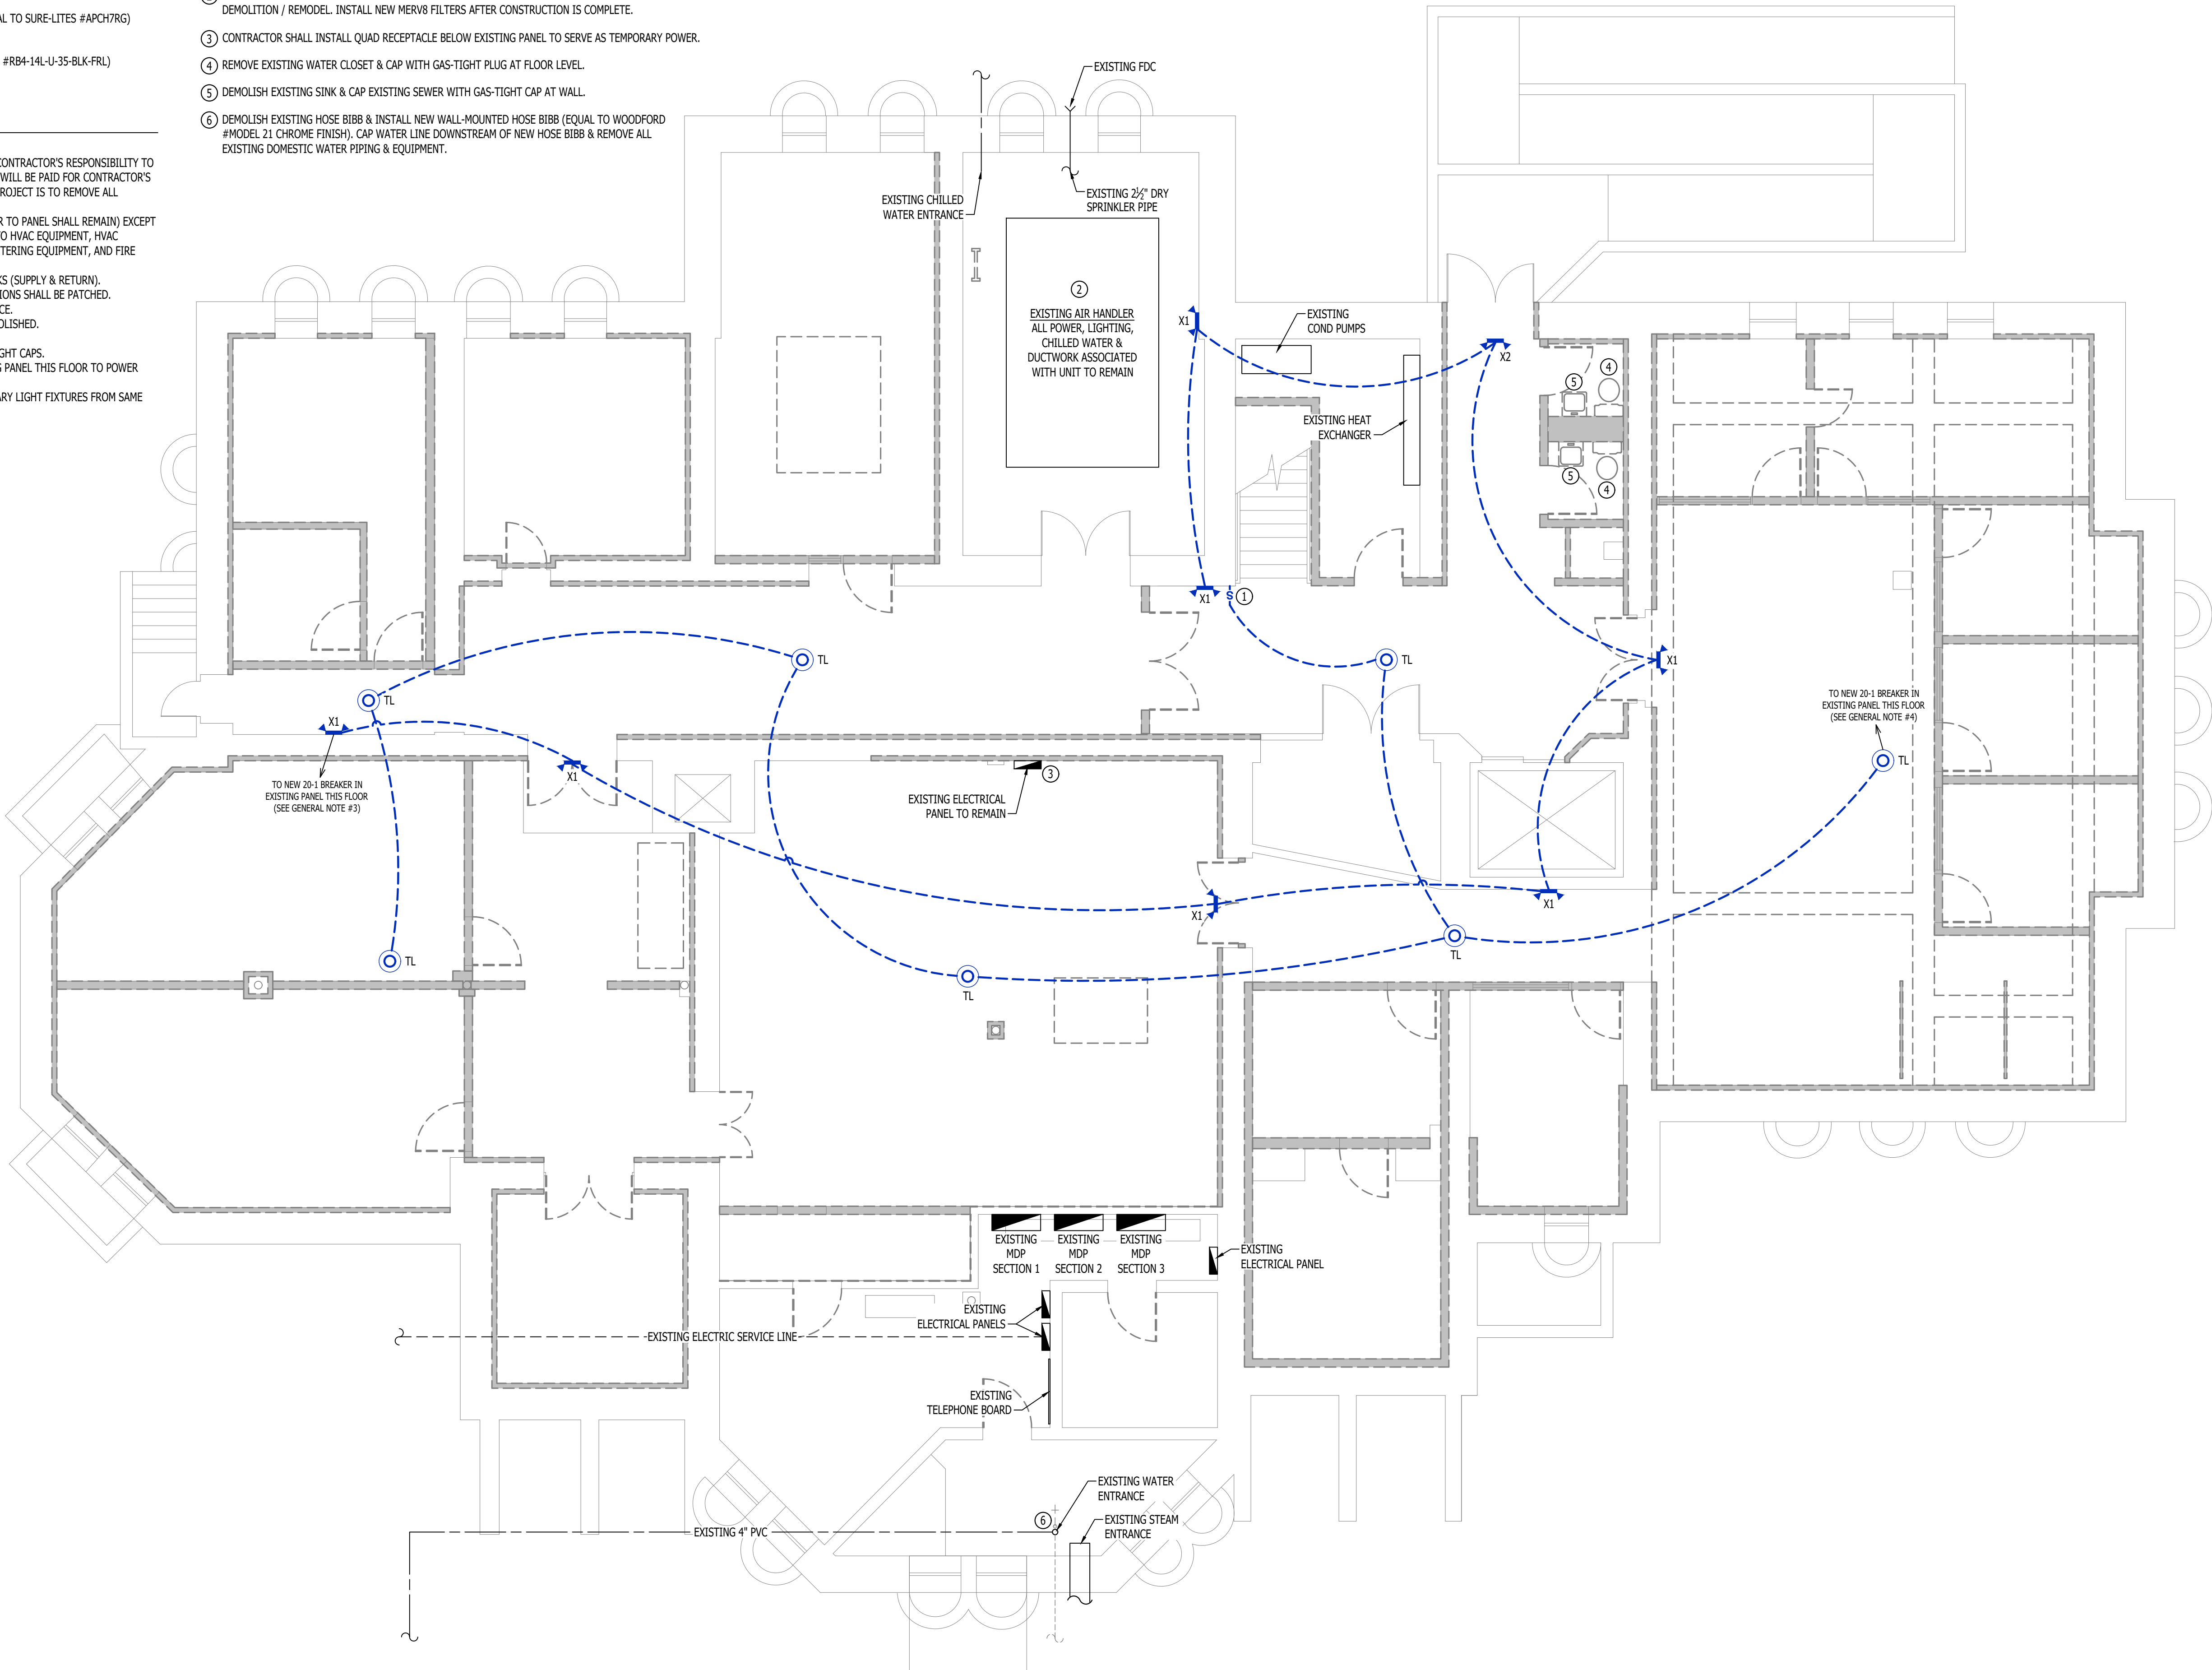 AL TO SURE-LITES #APCH7RG)
#RB4-14L-U-35-BLK-FRL)
CONTRACTOR'S RESPONSIBILITY TO
WILL BE PAID FOR CONTRACTOR'S
ROJECT IS TO REMOVE ALL
R TO PANEL SHALL REMAIN) EXCEPT
O HVAC EQUIPMENT, HVAC
TERING EQUIPMENT, AND FIRE
KS (SUPPLY & RETURN).
IONS SHALL BE PATCHED.
CE.
OLISHED.
GHT CAPS.
G PANEL THIS FLOOR TO POWER
ARY LIGHT FIXTURES FROM SAME
DEMOLITION / REMODEL. INSTALL NEW MERV8 FILTERS AFTER CONSTRUCTION IS COMPLETE.
3 CONTRACTOR SHALL INSTALL QUAD RECEPTACLE BELOW EXISTING PANEL TO SERVE AS TEMPORARY POWER.
4 REMOVE EXISTING WATER CLOSET & CAP WITH GAS-TIGHT PLUG AT FLOOR LEVEL.
5 DEMOLISH EXISTING SINK & CAP EXISTING SEWER WITH GAS-TIGHT CAP AT WALL.
6 DEMOLISH EXISTING HOSE BIBB & INSTALL NEW WALL-MOUNTED HOSE BIBB (EQUAL TO WOODFORD
#MODEL 21 CHROME FINISH). CAP WATER LINE DOWNSTREAM OF NEW HOSE BIBB & REMOVE ALL
EXISTING DOMESTIC WATER PIPING & EQUIPMENT.
EXISTING FDC
EXISTING CHILLED
WATER ENTRANCE
EXISTING 2½" DRY
SPRINKLER PIPE
2
EXISTING AIR HANDLER
ALL POWER, LIGHTING,
CHILLED WATER &
DUCTWORK ASSOCIATED
WITH UNIT TO REMAIN
X1
EXISTING
COND PUMPS
X2
EXISTING HEAT
EXCHANGER
5
4
5
4
X1
S
1
TL
TL
TL
X1
X1
TO NEW 20-1 BREAKER IN
EXISTING PANEL THIS FLOOR
(SEE GENERAL NOTE #4)
TL
X1
TO NEW 20-1 BREAKER IN
EXISTING PANEL THIS FLOOR
(SEE GENERAL NOTE #3)
3
EXISTING ELECTRICAL
PANEL TO REMAIN
X1
X1
TL
TL
TL
EXISTING
MDP
SECTION 1
EXISTING
MDP
SECTION 2
EXISTING
MDP
SECTION 3
EXISTING
ELECTRICAL PANEL
EXISTING
ELECTRICAL PANELS
EXISTING ELECTRIC SERVICE LINE
EXISTING
TELEPHONE BOARD
EXISTING WATER
ENTRANCE
6
EXISTING STEAM
ENTRANCE
EXISTING 4" PVC